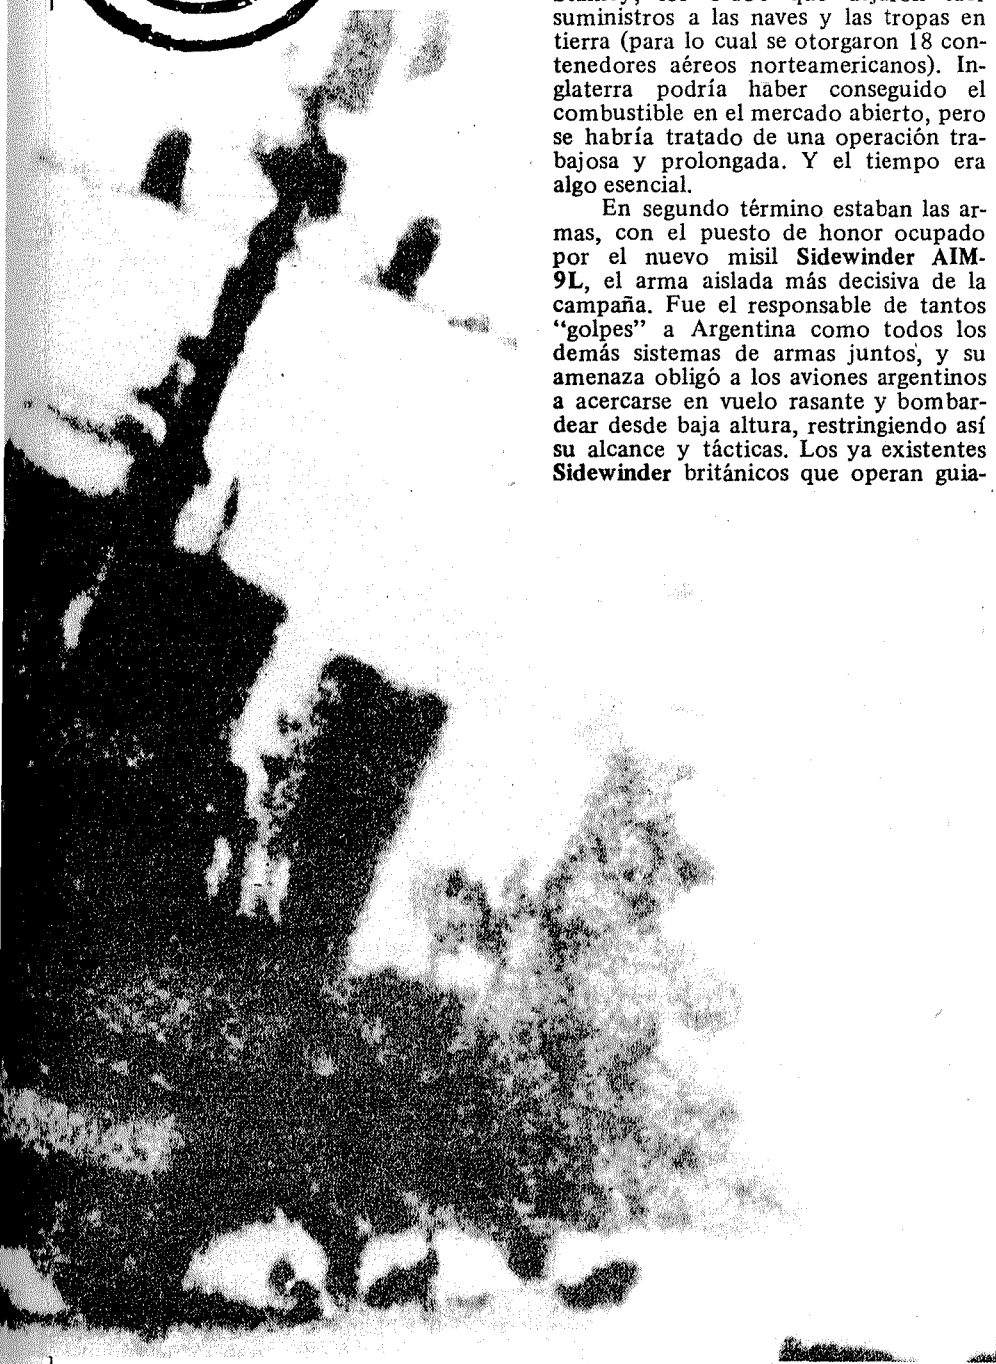 suministros a las naves y las tropas en
tierra (para lo cual se otorgaron 18 con-
tenedores aéreos norteamericanos). In-
glaterra podría haber conseguido el
combustible en el mercado abierto, pero
se habría tratado de una operación tra-
bajosa y prolongada. Y el tiempo era
algo esencial.
En segundo término estaban las ar-
mas, con el puesto de honor ocupado
por el nuevo misil Sidewinder AIM-
9L, el arma aislada más decisiva de la
campaña. Fue el responsable de tantos
“golpes” a Argentina como todos los
demás sistemas de armas juntos, y su
amenaza obligó a los aviones argentinos
a acercarse en vuelo rasante y bombar-
dear desde baja altura, restringiendo así
su alcance y tácticas. Los ya existentes
Sidewinder británicos que operan guia-